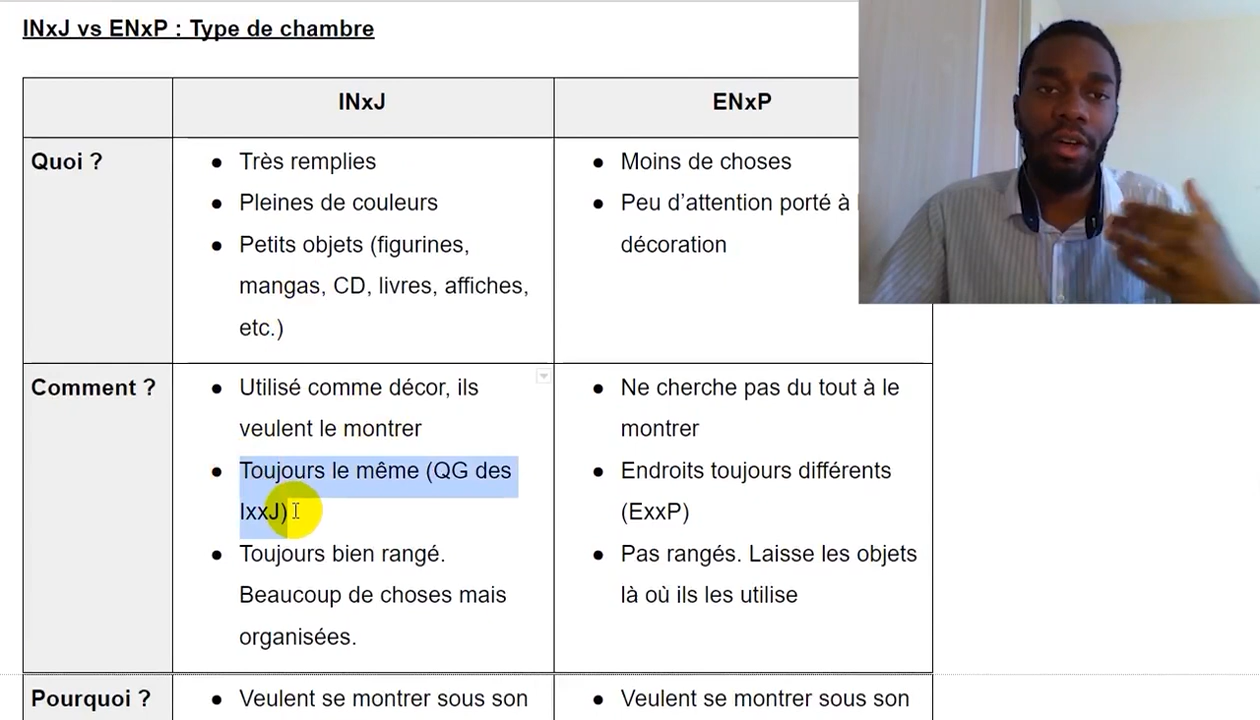 INxJ vs ENxP : Type de chambre
INxJ
ENxP
Quoi ?
Très remplies
Pleines de couleurs
Petits objets (figurines,
mangas, CD, livres, affiches,
etc.)
Moins de choses
Peu d’attention porté à
décoration
Comment ?
Utilisé comme décor, ils
veulent le montrer
Toujours le même (QG des
IxxJ)
Toujours bien rangé.
Beaucoup de choses mais
organisées.
Ne cherche pas du tout à le
montrer
Endroits toujours différents
(ExxP)
Pas rangés. Laisse les objets
là où ils les utilise
Pourquoi ?
Veulent se montrer sous son
Veulent se montrer sous son